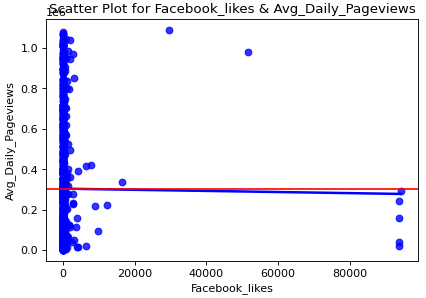 Scatter Plot for Facebook_likes & Avg_Daily_Pageviews
1e6
1.0
0.8
0.6
0.4
0.2
0.0
Avg_Daily_Pageviews
0 20000 40000 60000 80000
Facebook_likes